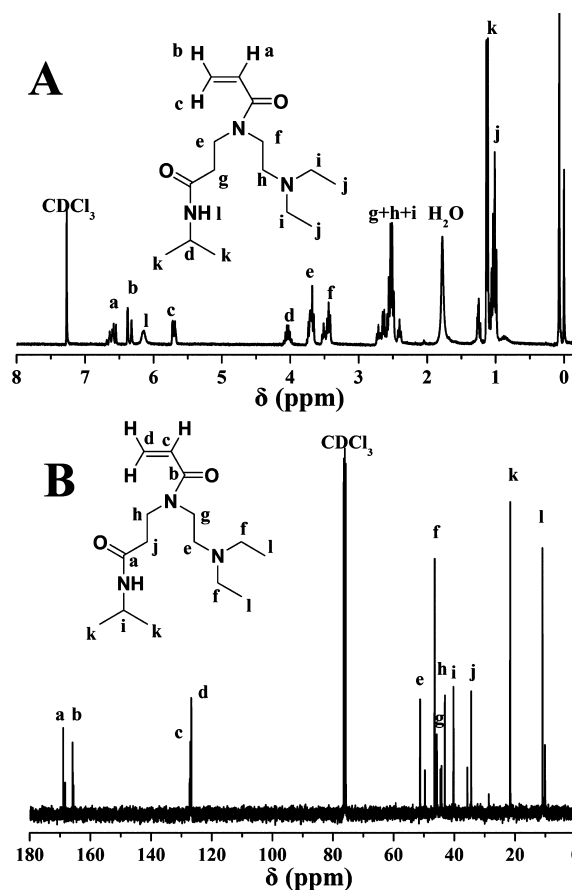 A
b
H
H
a
c
H
O
e
N
f
g
h
i
O
N
j
NH
l
i
j
k
d
k
CDCl3
a
b
l
c
d
e
f
g+h+i
H2O
k
j
8
7
6
5
4
3
2
1
0
δ (ppm)
B
H
d
c
H
H
b
O
h
N
g
j
e
f
O
a
N
l
NH
f
l
k
i
k
CDCl3
a
b
c
d
e
f
g
h
i
j
k
l
180
160
140
120
100
80
60
40
20
δ (ppm)